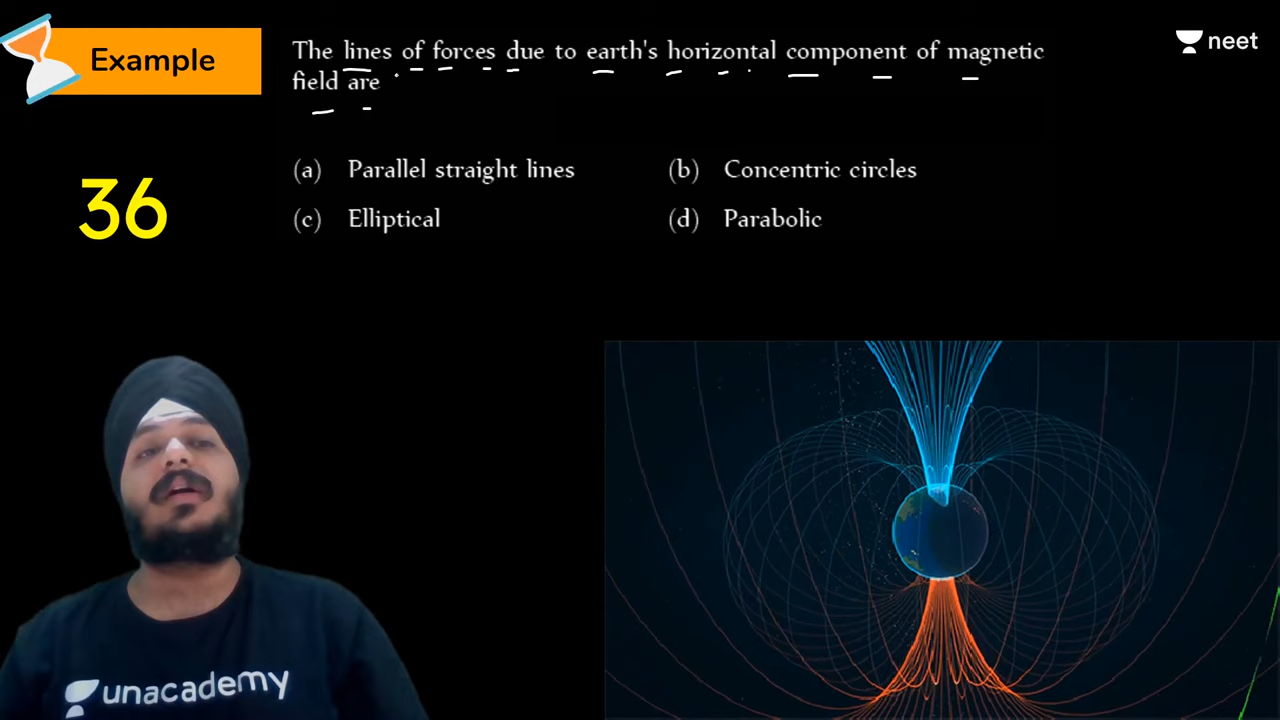 Example
The lines of forces due to earth's horizontal component of magnetic
field are
neet
36
(a) Parallel straight lines
(b) Concentric circles
(c) Elliptical
(d) Parabolic
unacademy